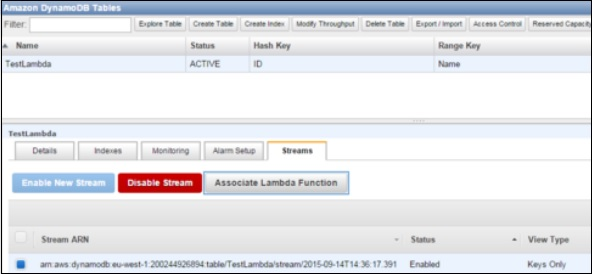 Amazon DynamoDB Tables
Filter: Explore Table Create Table Create Index Modify Throughput Delete Table Export / Import Access Control Reserved Capacity
Name Status Hash Key Range Key
TestLambda ACTIVE ID Name
TestLambda
Details Indexes Monitoring Alarm Setup Streams
Enable New Stream Disable Stream Associate Lambda Function
Stream ARN Status View Type
arn:aws:dynamodb:eu-west-1:200244926894:table/TestLambda/stream/2015-09-14T14:36:17.391 Enabled Keys Only